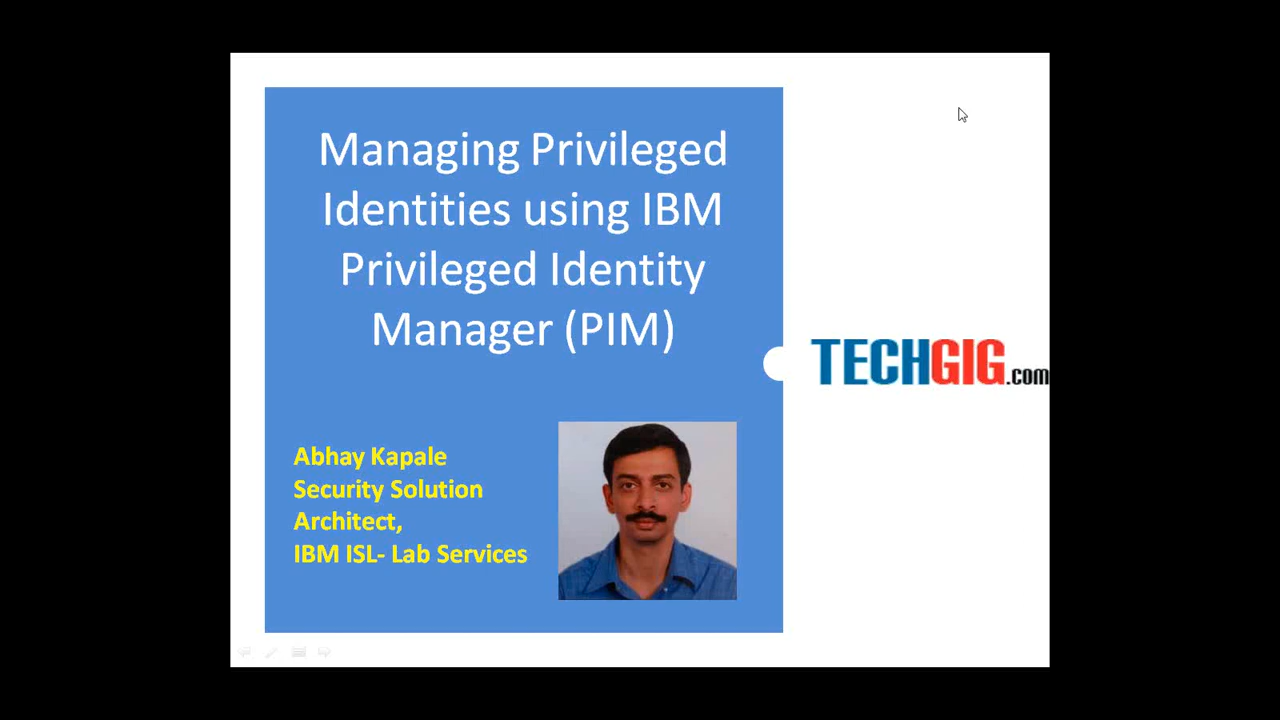 Managing Privileged
Identities using IBM
Privileged Identity
Manager (PIM)
TECHGIG.com
Abhay Kapale
Security Solution
Architect,
IBM ISL- Lab Services